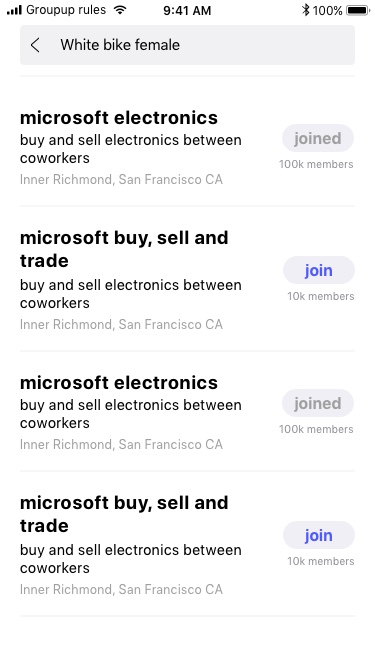 Groupup rules 9:41 AM 100%
White bike female
microsoft electronics
buy and sell electronics between
coworkers
Inner Richmond, San Francisco CA
joined
100k members
microsoft buy, sell and
trade
buy and sell electronics between
coworkers
Inner Richmond, San Francisco CA
join
10k members
microsoft electronics
buy and sell electronics between
coworkers
Inner Richmond, San Francisco CA
joined
100k members
microsoft buy, sell and
trade
buy and sell electronics between
coworkers
Inner Richmond, San Francisco CA
join
10k members